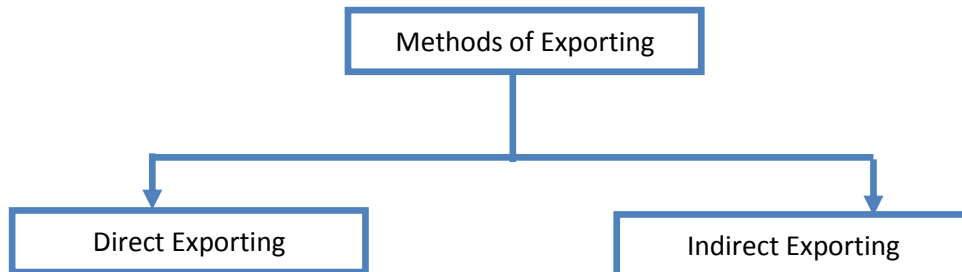 Methods of Exporting
Direct Exporting
Indirect Exporting